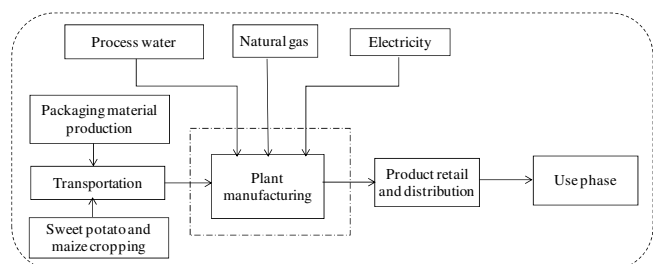 Process water
Natural gas
Electricity
Packaging material
production
Transportation
Sweet potato and
maize cropping
Plant
manufacturing
Product retail
and distribution
Use phase